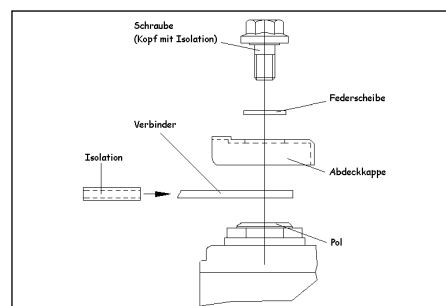 Schraube
(Kopf mit Isolation)
Federscheibe
Verbinder
Isolation
Abdeckkappe
Pol